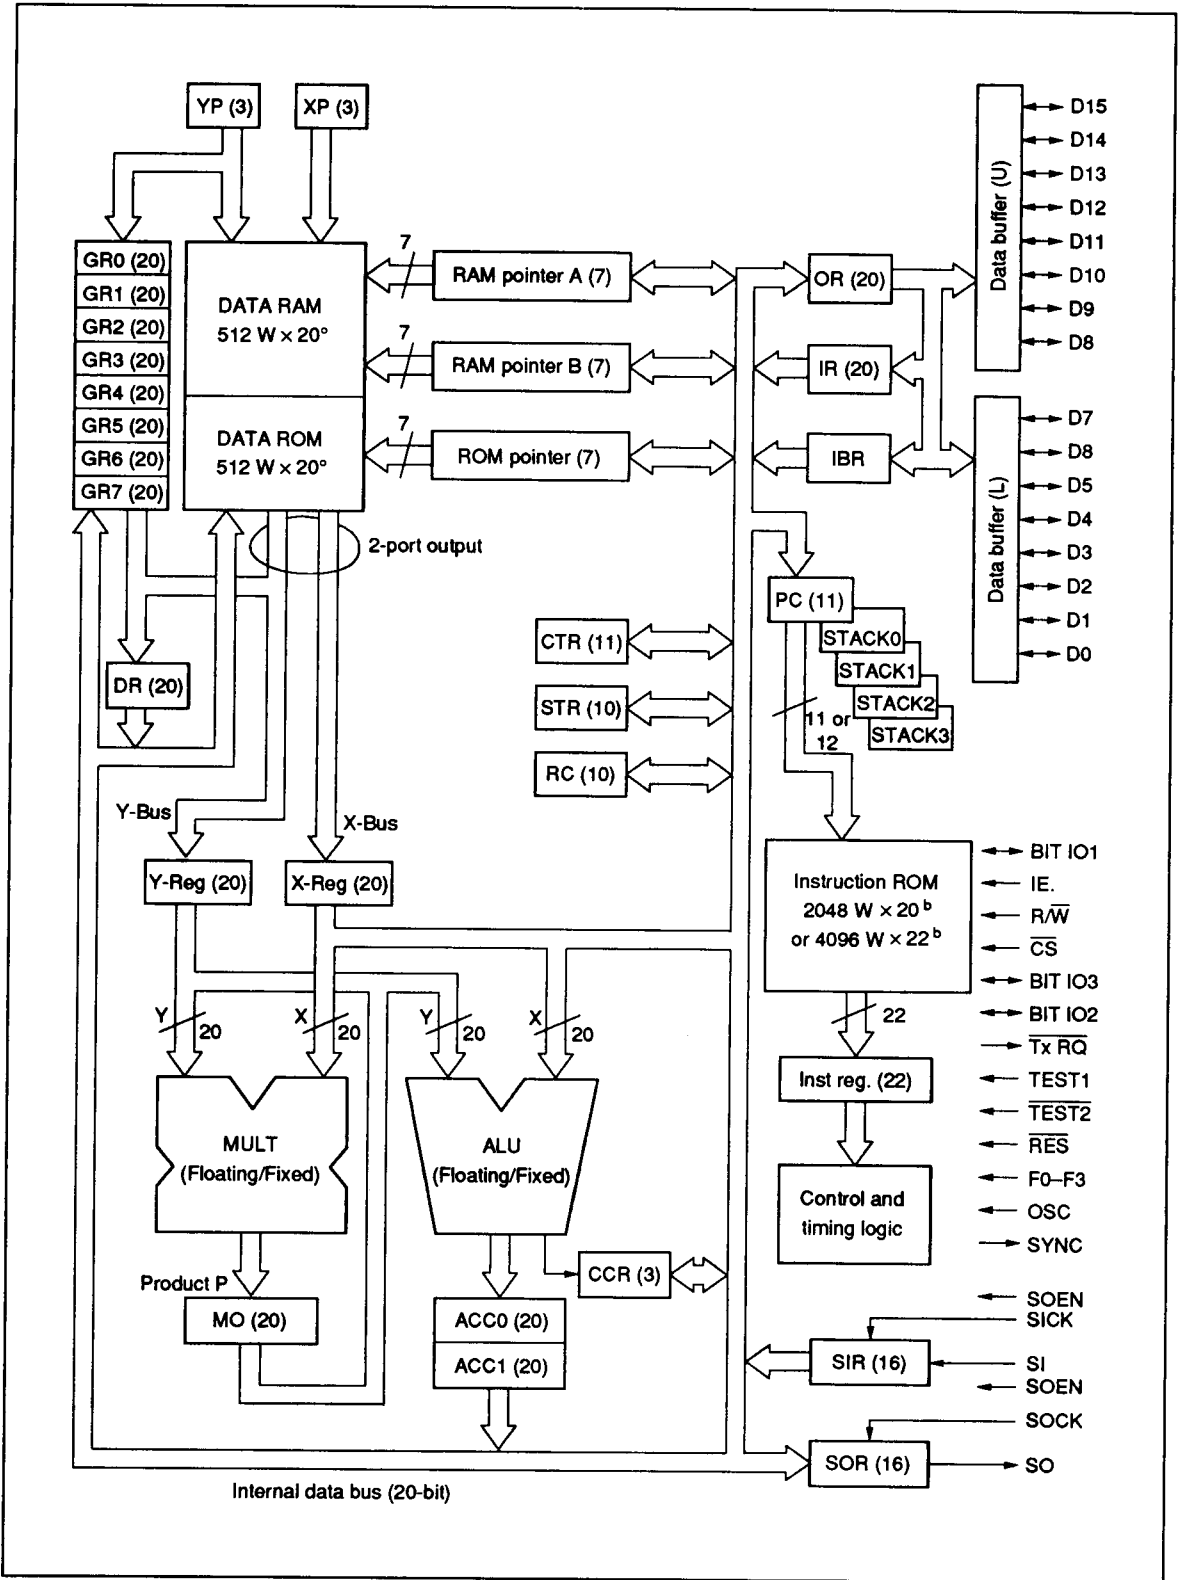 YP (3)
XP (3)
GR0 (20)
GR1 (20)
GR2 (20)
GR3 (20)
GR4 (20)
GR5 (20)
GR6 (20)
GR7 (20)
DATA RAM
512 W × 20°
DATA ROM
512 W × 20°
7
RAM pointer A (7)
7
RAM pointer B (7)
7
ROM pointer (7)
OR (20)
IR (20)
IBR
Data buffer (U)
D15
D14
D13
D12
D11
D10
D9
D8
Data buffer (L)
D7
D8
D5
D4
D3
D2
D1
D0
2-port output
DR (20)
CTR (11)
STR (10)
RC (10)
PC (11)
STACK0
STACK1
STACK2
STACK3
11 or
12
Y-Bus
X-Bus
Y-Reg (20)
X-Reg (20)
Instruction ROM
2048 W × 20 b
or 4096 W × 22 b
22
Inst reg. (22)
Control and
timing logic
BIT IO1
IE.
R/W̅
C̅S̅
BIT IO3
BIT IO2
T̅x̅ ̅R̅Q̅
TEST1
T̅E̅S̅T̅2̅
R̅E̅S̅
F0–F3
OSC
SYNC
SOEN
SICK
SI
SOEN
SOCK
SO
Y
20
X
20
Y
20
X
20
MULT
(Floating/Fixed)
ALU
(Floating/Fixed)
Product P
MO (20)
CCR (3)
ACC0 (20)
ACC1 (20)
SIR (16)
SOR (16)
Internal data bus (20-bit)